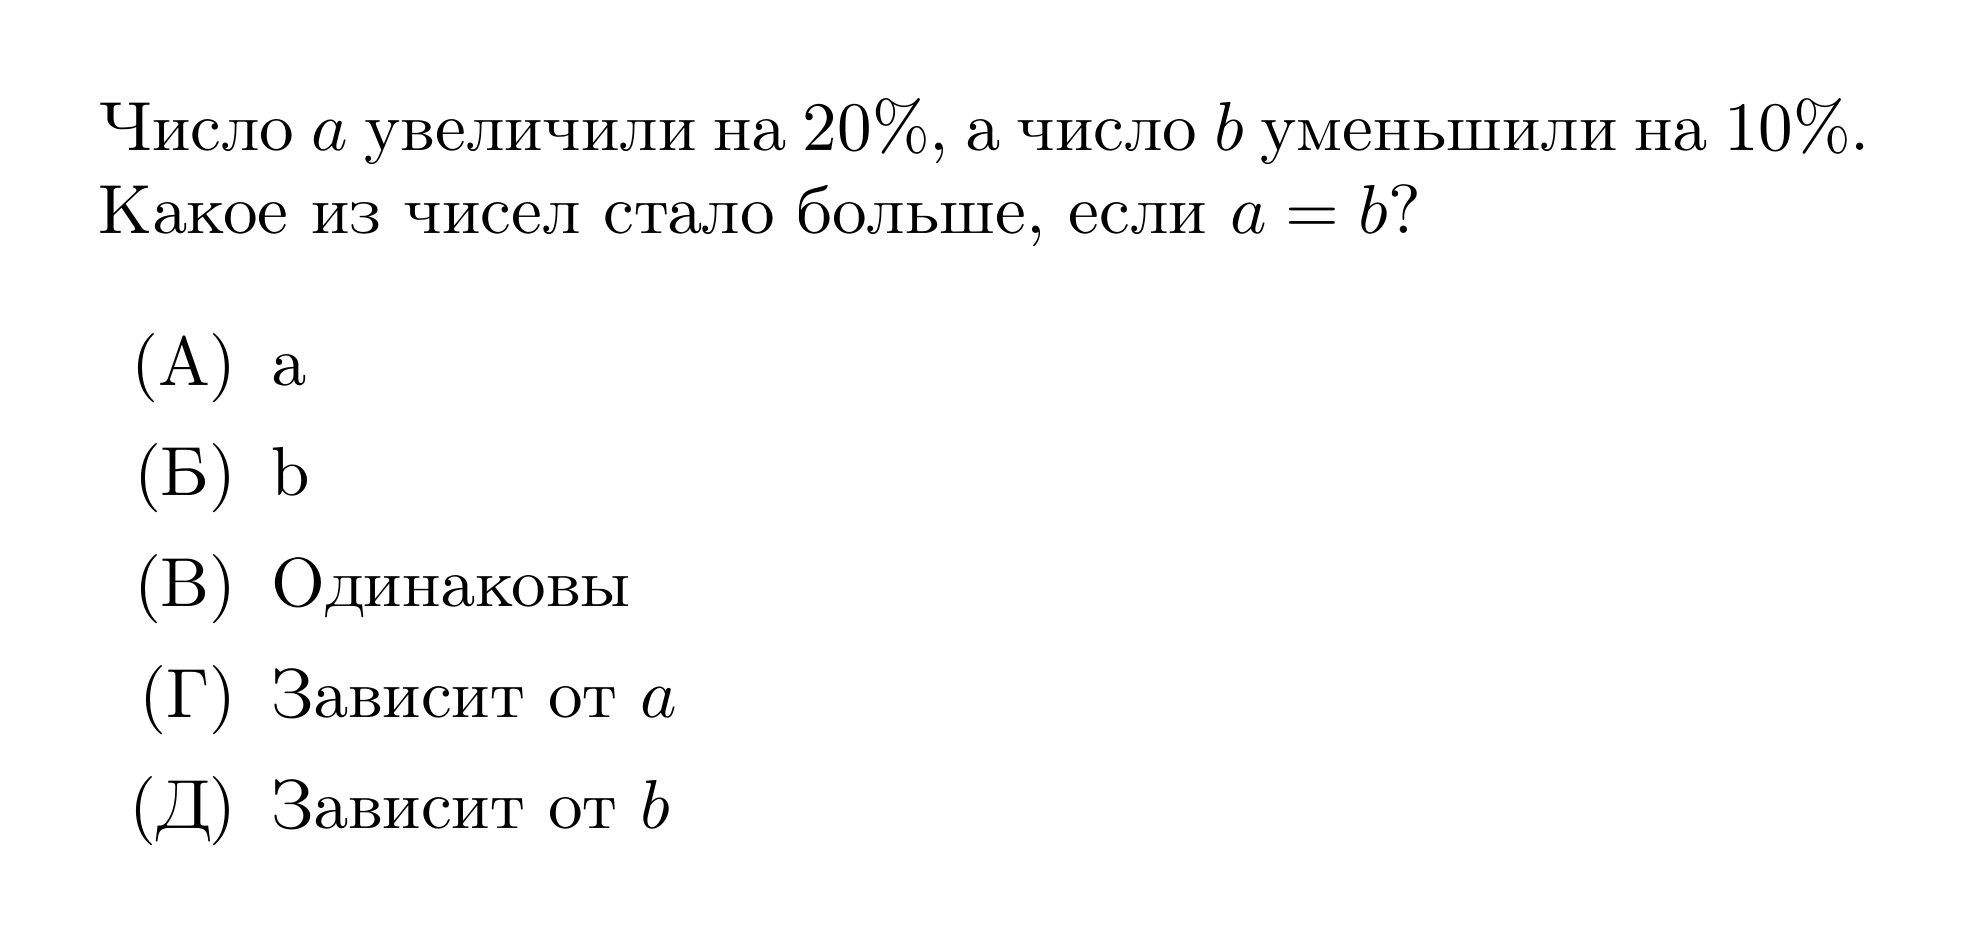 Число a увеличили на 20%, а число b уменьшили на 10%.
Какое из чисел стало больше, если a = b?
(А) a
(Б) b
(В) Одинаковы
(Г) Зависит от a
(Д) Зависит от b